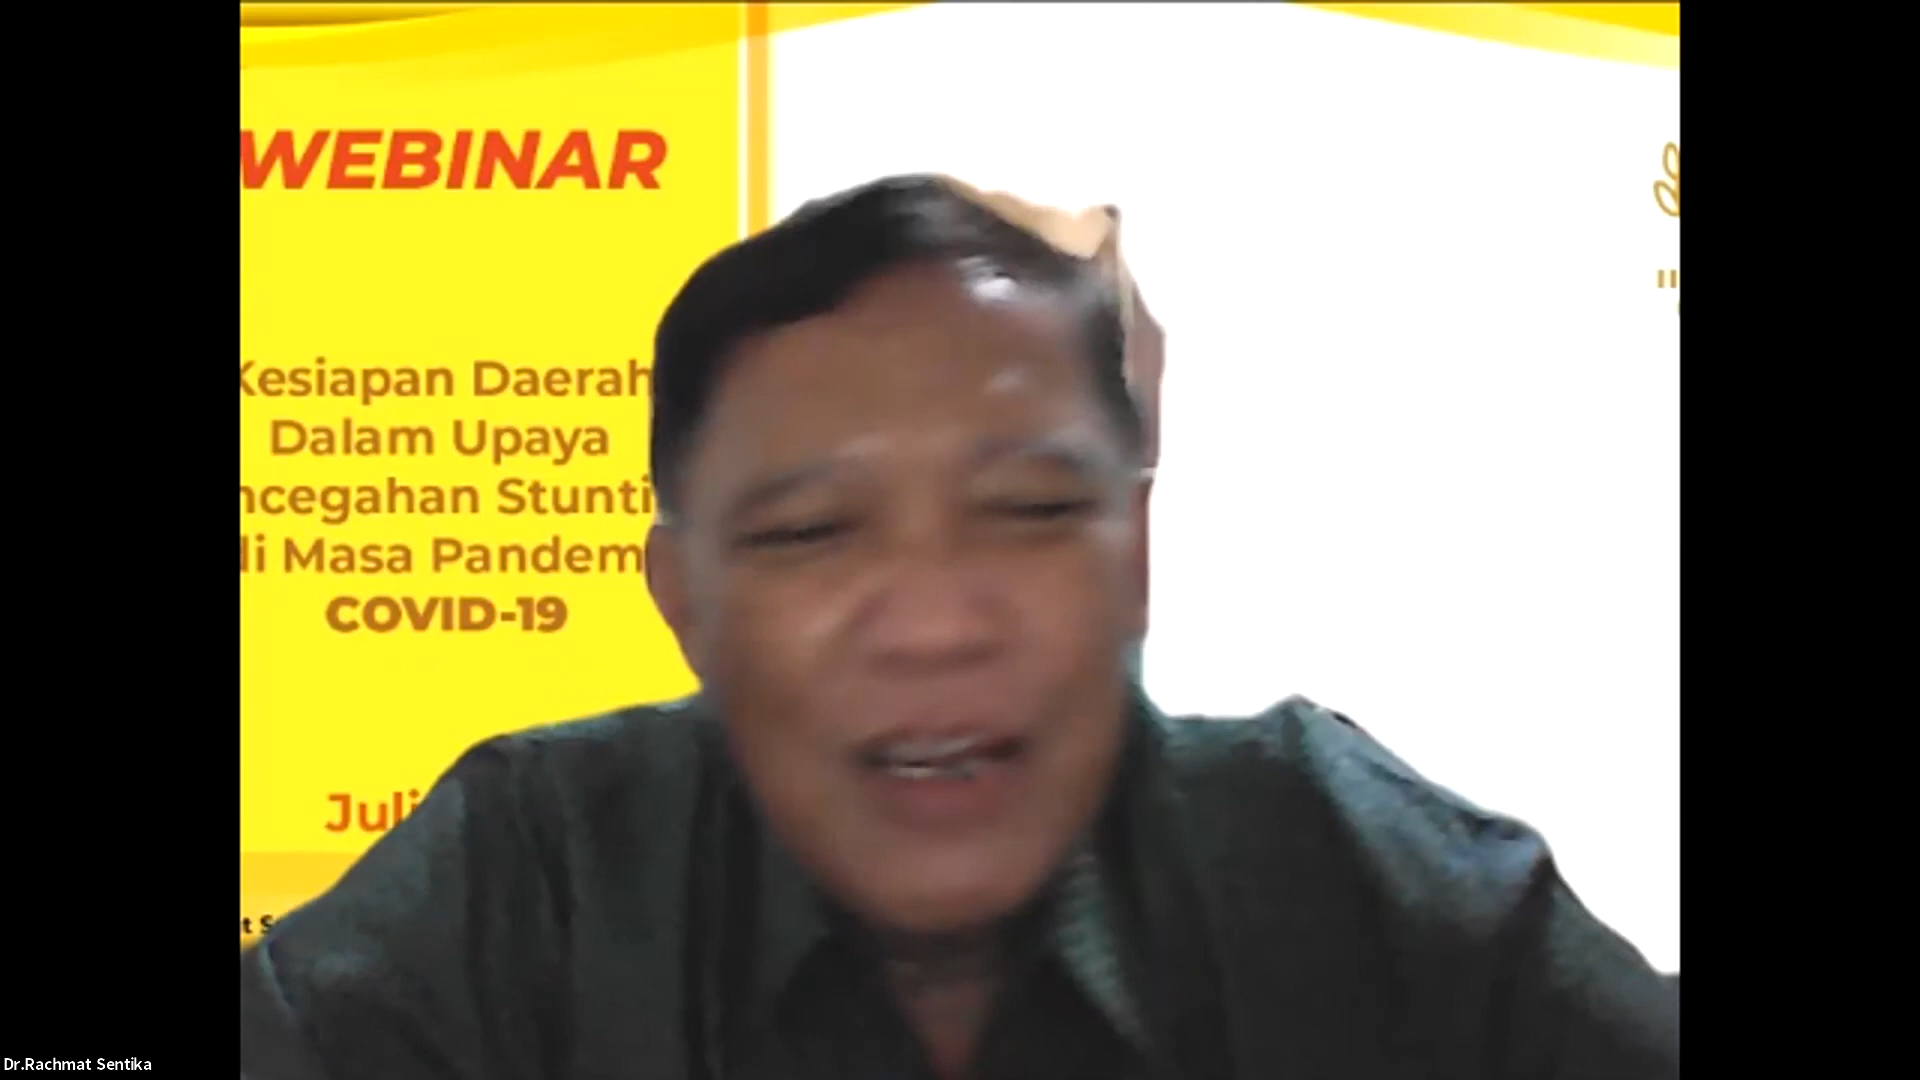 WEBINAR
Kesiapan Daerah
Dalam Upaya
ncegahan Stunti
di Masa Pandem
COVID-19
Juli
t S
Dr.Rachmat Sentika